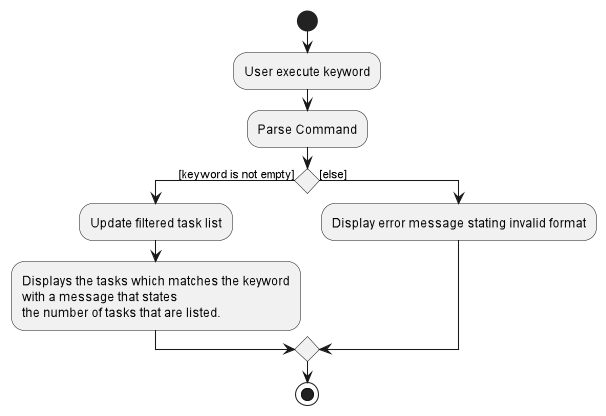 User execute keyword
Parse Command
[keyword is not empty]
[else]
Update filtered task list
Display error message stating invalid format
Displays the tasks which matches the keyword
with a message that states
the number of tasks that are listed.